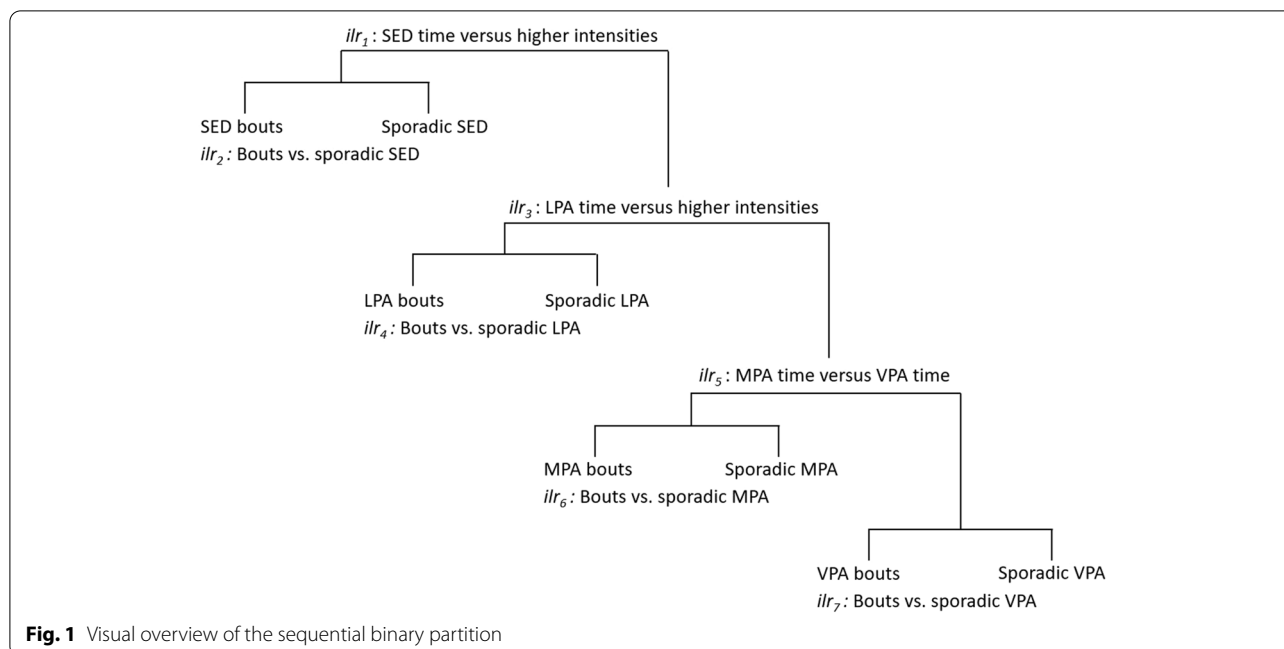 ilr1 : SED time versus higher intensities
SED bouts Sporadic SED
ilr2 : Bouts vs. sporadic SED
ilr3 : LPA time versus higher intensities
LPA bouts Sporadic LPA
ilr4 : Bouts vs. sporadic LPA
ilr5 : MPA time versus VPA time
MPA bouts Sporadic MPA
ilr6 : Bouts vs. sporadic MPA
VPA bouts Sporadic VPA
ilr7 : Bouts vs. sporadic VPA
Fig. 1 Visual overview of the sequential binary partition